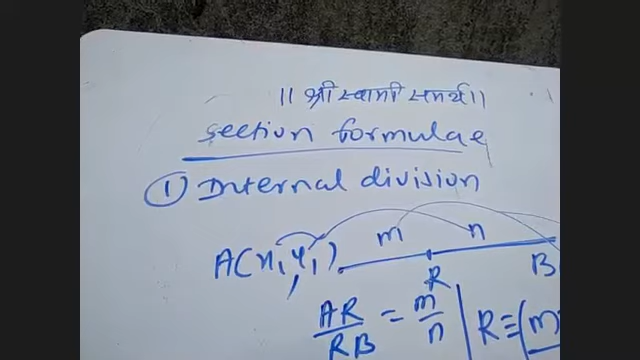 ॥ श्री स्वामी समर्थ ॥
section formulae
① Internal division
m n
A(x₁, y₁) R B
AR/RB = m/n | R ≡ (m